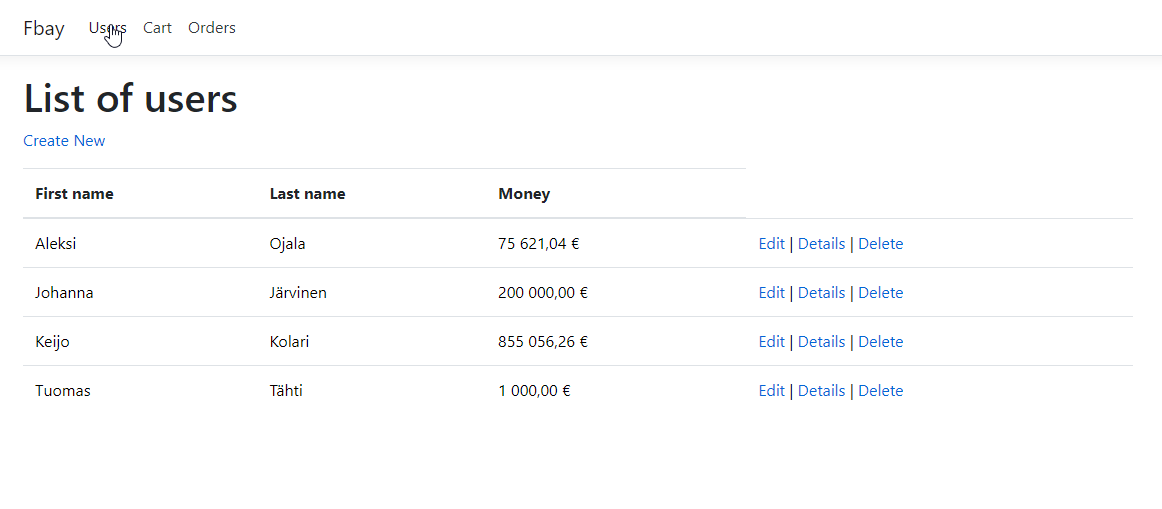 Fbay Users Cart Orders
List of users
Create New
First name Last name Money
Aleksi Ojala 75 621,04 € Edit | Details | Delete
Johanna Järvinen 200 000,00 € Edit | Details | Delete
Keijo Kolari 855 056,26 € Edit | Details | Delete
Tuomas Tähti 1 000,00 € Edit | Details | Delete